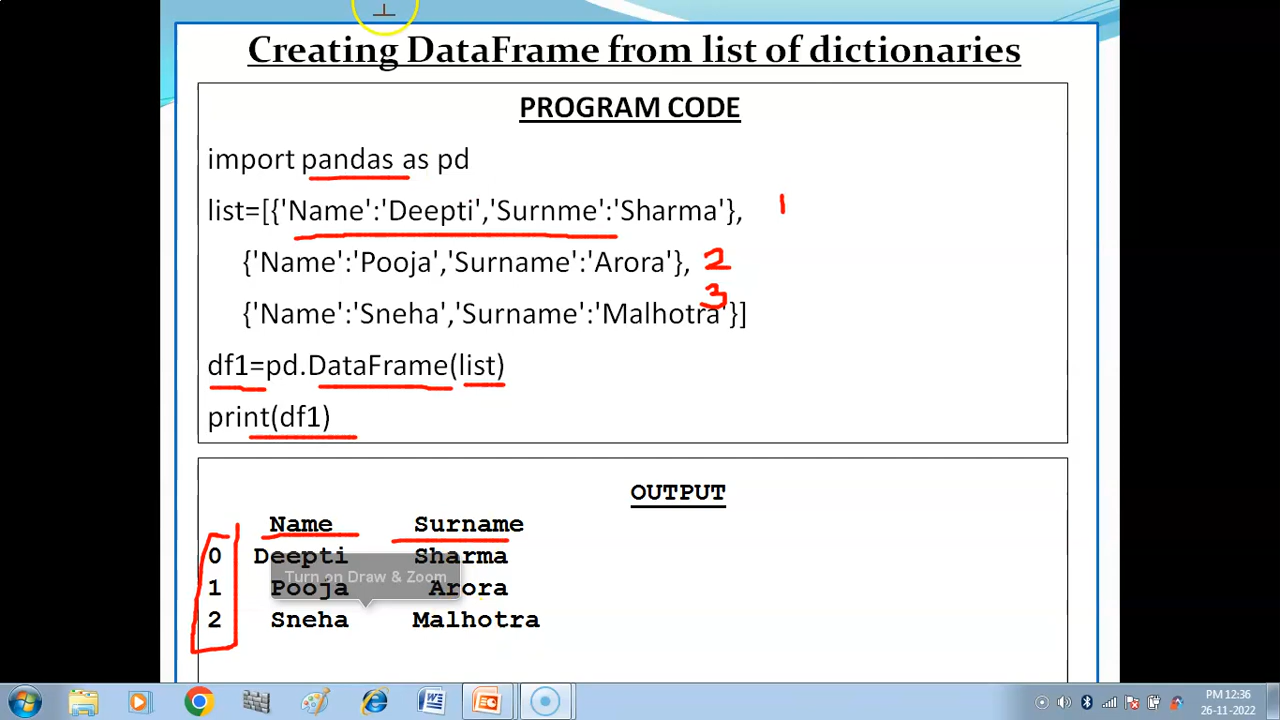 Creating DataFrame from list of dictionaries
PROGRAM CODE
import pandas as pd
list=[{'Name':'Deepti','Surnme':'Sharma'}, 1
{'Name':'Pooja','Surname':'Arora'}, 2
3
{'Name':'Sneha','Surname':'Malhotra'}]
df1=pd.DataFrame(list)
print(df1)
OUTPUT
Name Surname
0 Deepti Sharma
Turn on Draw & Zoom
1 Pooja Arora
2 Sneha Malhotra
PM 12:36
26-11-2022